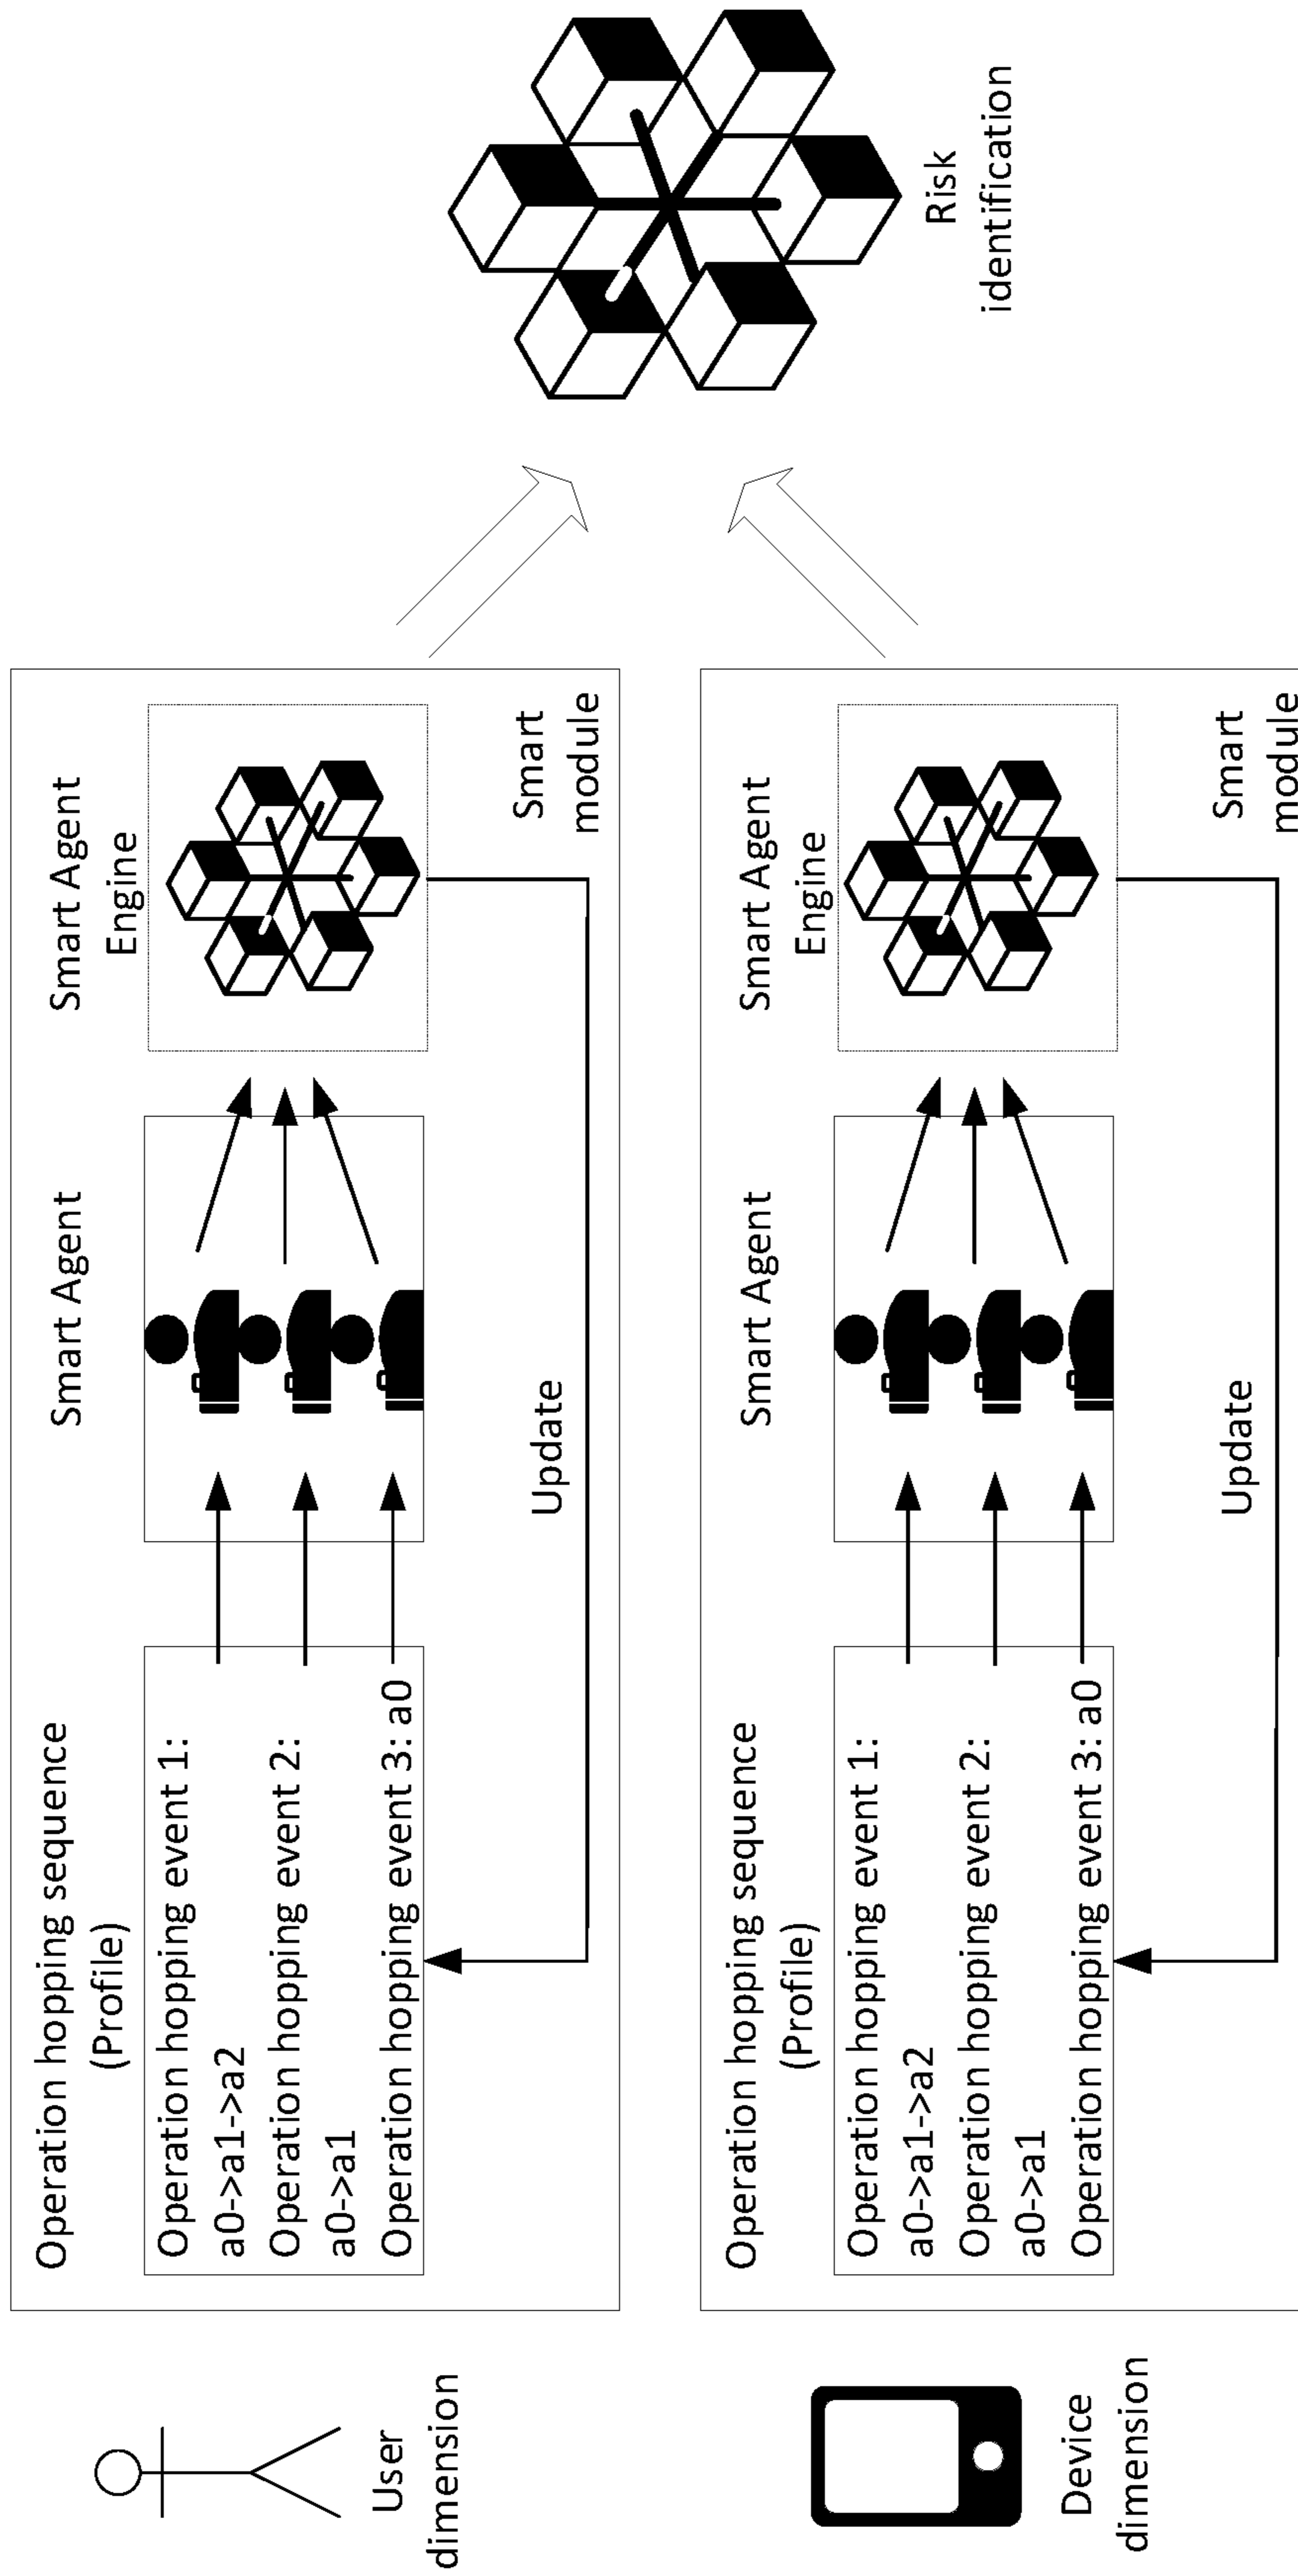 Operation hopping sequence
(Profile)
Operation hopping event 1:
a0->a1->a2
Operation hopping event 2:
a0->a1
Operation hopping event 3: a0
Smart Agent
Smart Agent
Engine
Update
Smart
module
User
dimension
Operation hopping sequence
(Profile)
Operation hopping event 1:
a0->a1->a2
Operation hopping event 2:
a0->a1
Operation hopping event 3: a0
Smart Agent
Smart Agent
Engine
Update
Smart
module
Device
dimension
Risk
identification